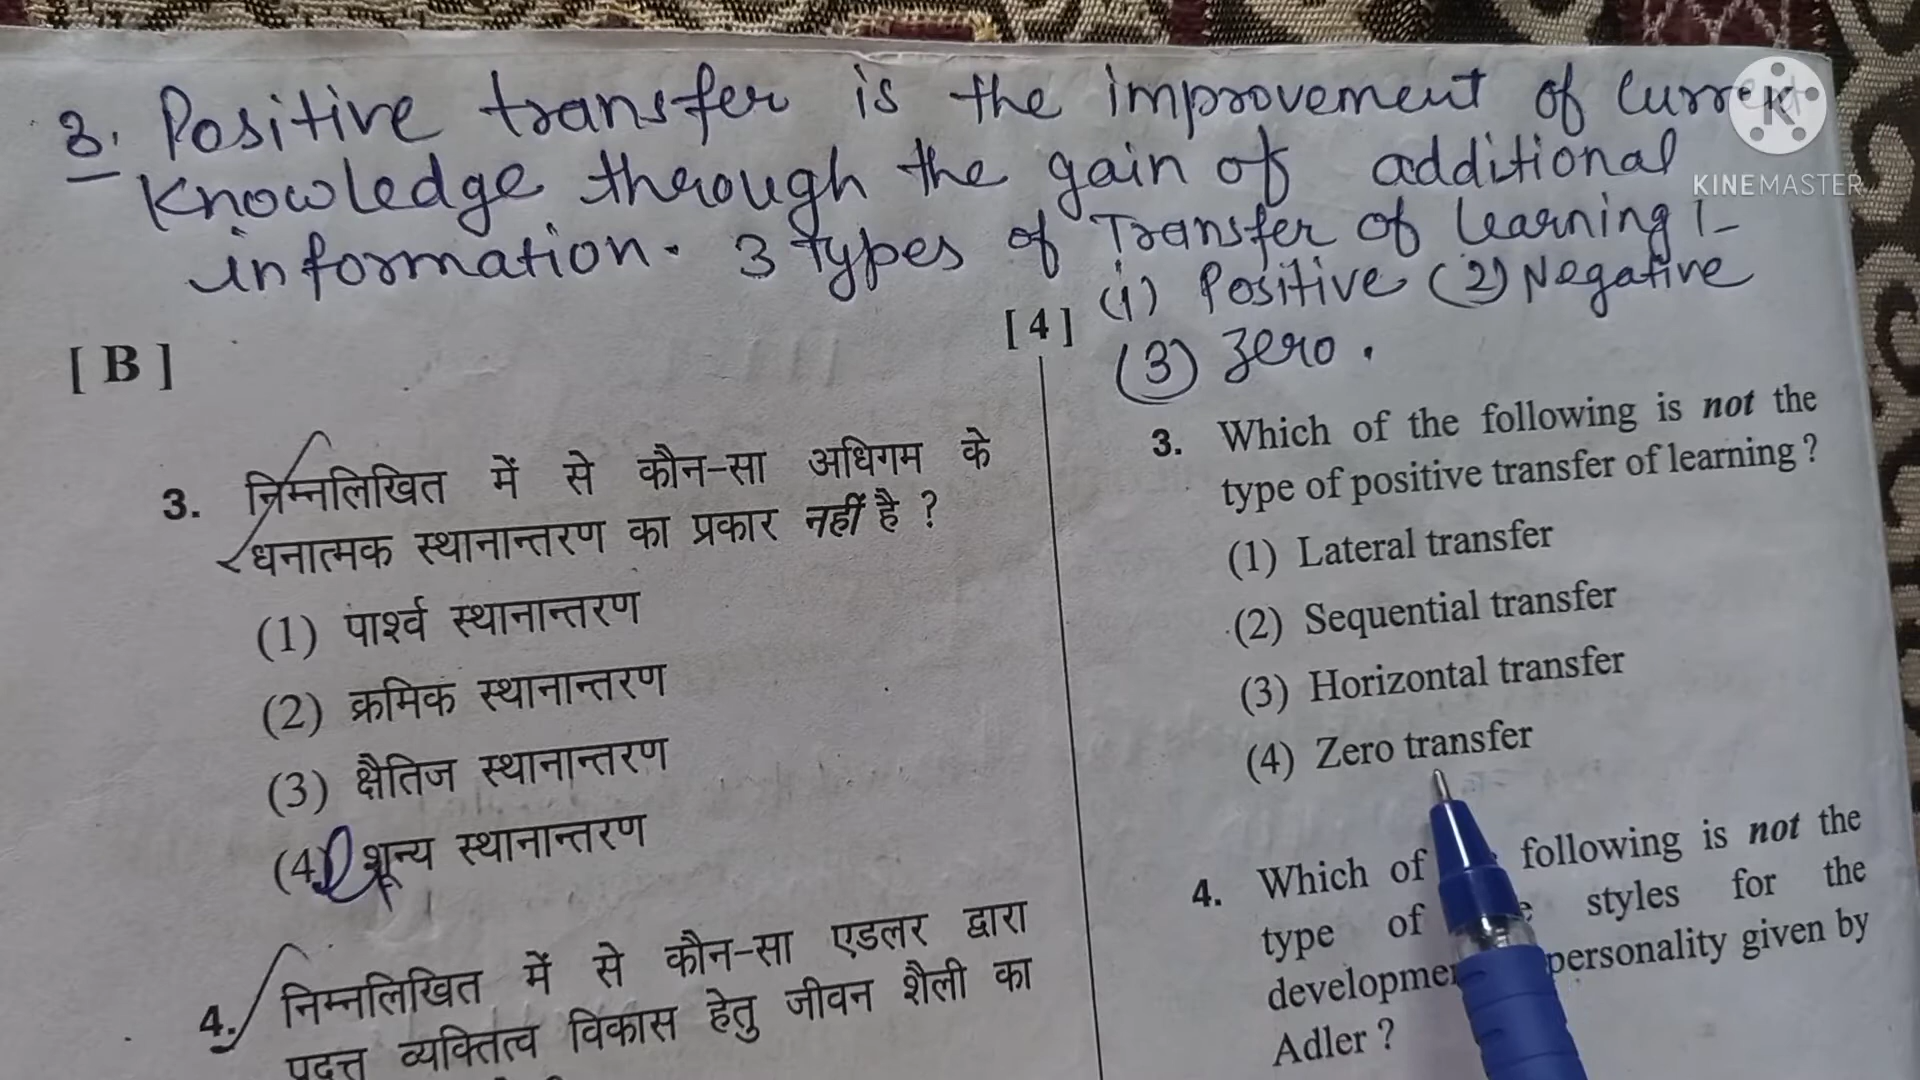 3. Positive transfer is the improvement of current
Knowledge through the gain of additional
information. 3 types of Transfer of Learning :-
(1) Positive (2) Negative
(3) Zero.
K
KINEMASTER
[ B ]
[ 4 ]
3. निम्नलिखित में से कौन-सा अधिगम के
धनात्मक स्थानान्तरण का प्रकार नहीं है ?
(1) पार्श्व स्थानान्तरण
(2) क्रमिक स्थानान्तरण
(3) क्षैतिज स्थानान्तरण
(4) शून्य स्थानान्तरण
4. निम्नलिखित में से कौन-सा एडलर द्वारा
प्रदत्त व्यक्तित्व विकास हेतु जीवन शैली का
3. Which of the following is not the
type of positive transfer of learning ?
(1) Lateral transfer
(2) Sequential transfer
(3) Horizontal transfer
(4) Zero transfer
4. Which of following is not the
type of styles for the
personality given by
Adler ?